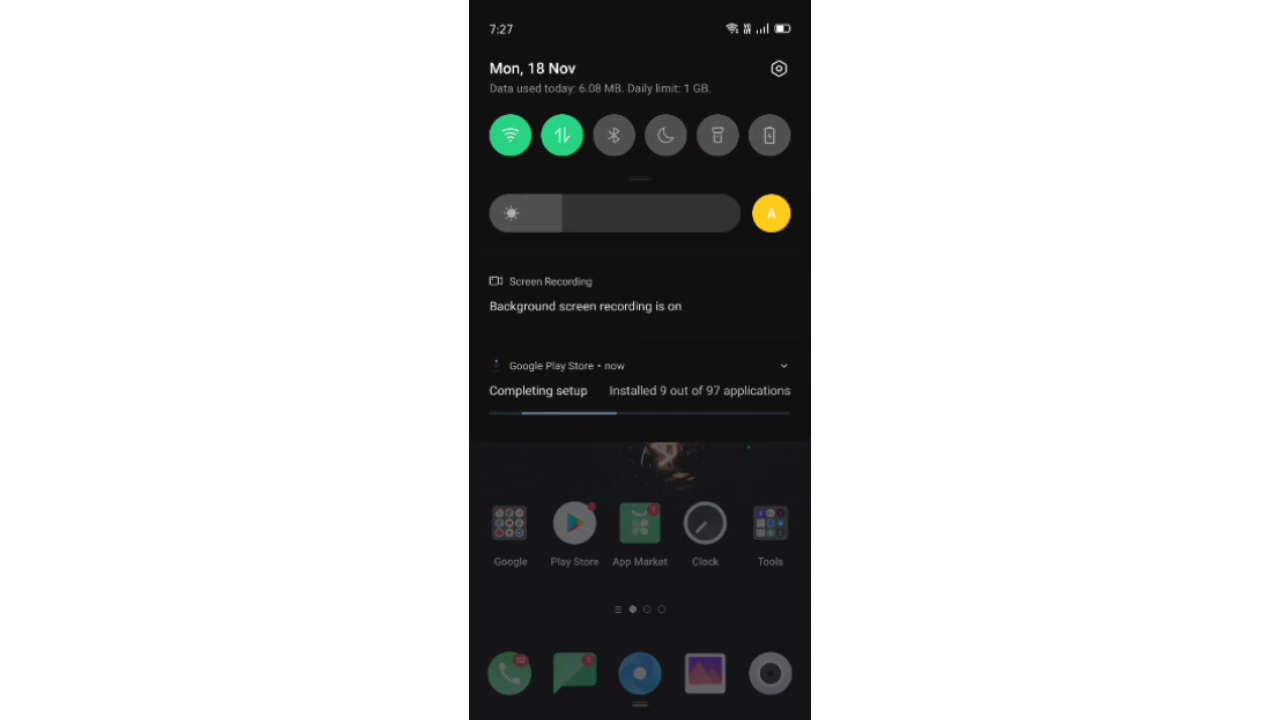 7:27
Mon, 18 Nov
Data used today: 6.08 MB. Daily limit: 1 GB.
A
Screen Recording
Background screen recording is on
Google Play Store • now
Completing setup Installed 9 out of 97 applications
1
Google Play Store App Market Clock Tools